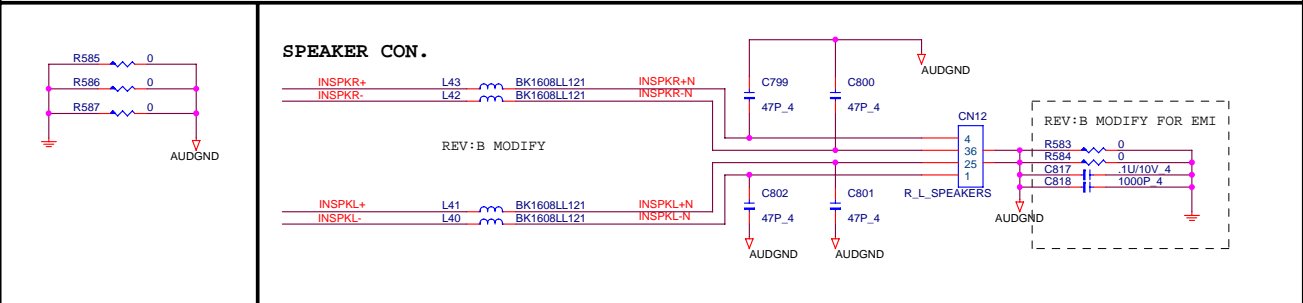 R585 0
R586 0
R587 0
AUDGND
SPEAKER CON.
INSPKR+ L43 BK1608LL121 INSPKR+N
INSPKR- L42 BK1608LL121 INSPKR-N
REV:B MODIFY
INSPKL+ L41 BK1608LL121 INSPKL+N
INSPKL- L40 BK1608LL121 INSPKL-N
AUDGND
C799
47P_4
C800
47P_4
C802
47P_4
AUDGND
C801
47P_4
AUDGND
CN12
4
36
25
1
R_L_SPEAKERS
AUDGND
REV:B MODIFY FOR EMI
R583 0
R584 0
C817 .1U/10V_4
C818 1000P_4